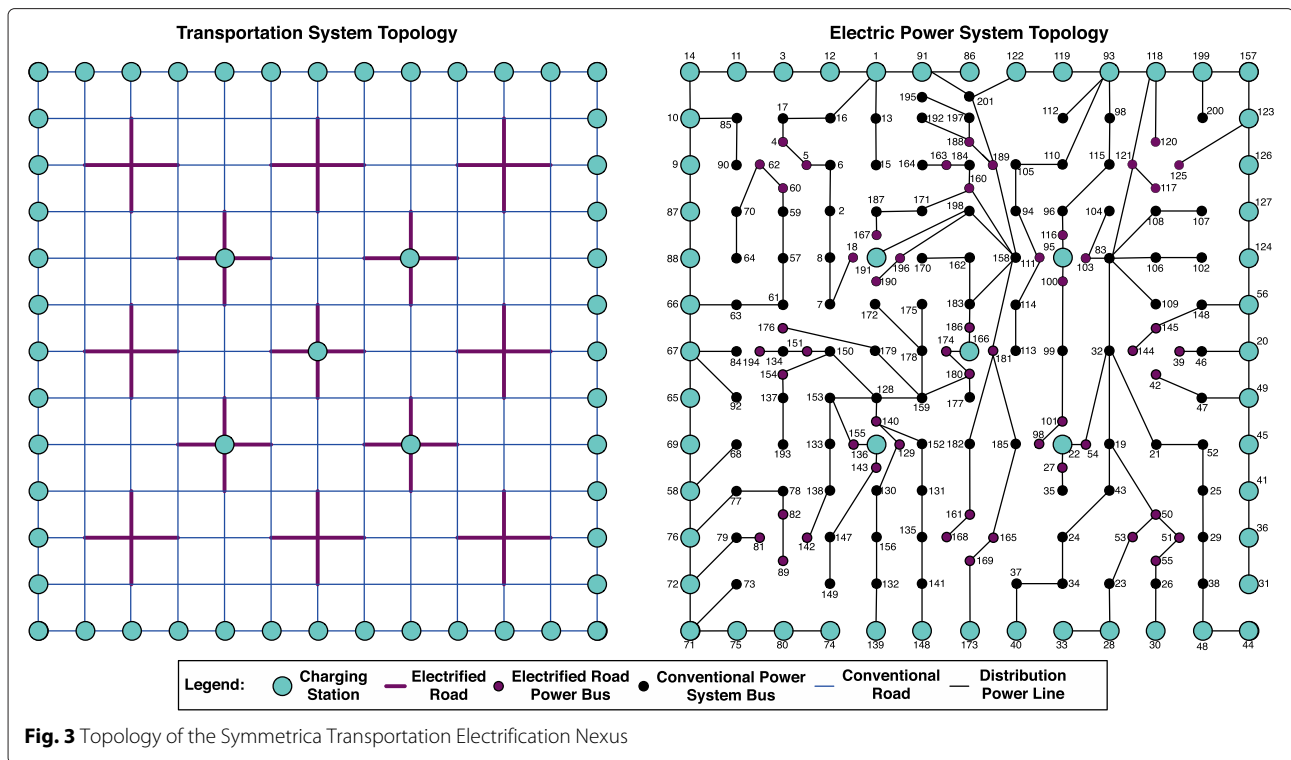 Transportation System Topology
Electric Power System Topology
14 11 3 12 1 91 86 122 119 93 118 199 157
195 201
10 85 17 16 13 192 197 112 98 200 123
188
4 120
9 90 62 5 6 15 164 163 184 189 105 110 115 121 125 126
60 160 117
87 70 59 2 187 171 198 94 96 104 108 107 127
167 116
88 64 57 8 18 191 196 170 162 158 111 95 103 83 106 102 124
190 100
66 63 61 7 172 175 183 114 109 148 56
176 186 145
67 84 194 134 151 150 179 178 174 166 181 113 99 32 144 39 46 20
154 180 42
65 92 137 153 128 159 177 47 49
140 101
69 68 193 133 155 136 129 152 182 185 98 22 54 19 21 52 45
143 27
58 77 78 138 130 131 35 43 25 41
82 161 50
76 79 81 142 147 156 135 168 165 24 53 51 29 36
89 169 55
72 73 149 132 141 37 34 23 26 38 31
71 75 80 74 139 148 173 40 33 28 30 48 44
Legend: Charging Station Electrified Road Electrified Road Power Bus Conventional Power System Bus Conventional Road Distribution Power Line
Fig. 3 Topology of the Symmetrica Transportation Electrification Nexus